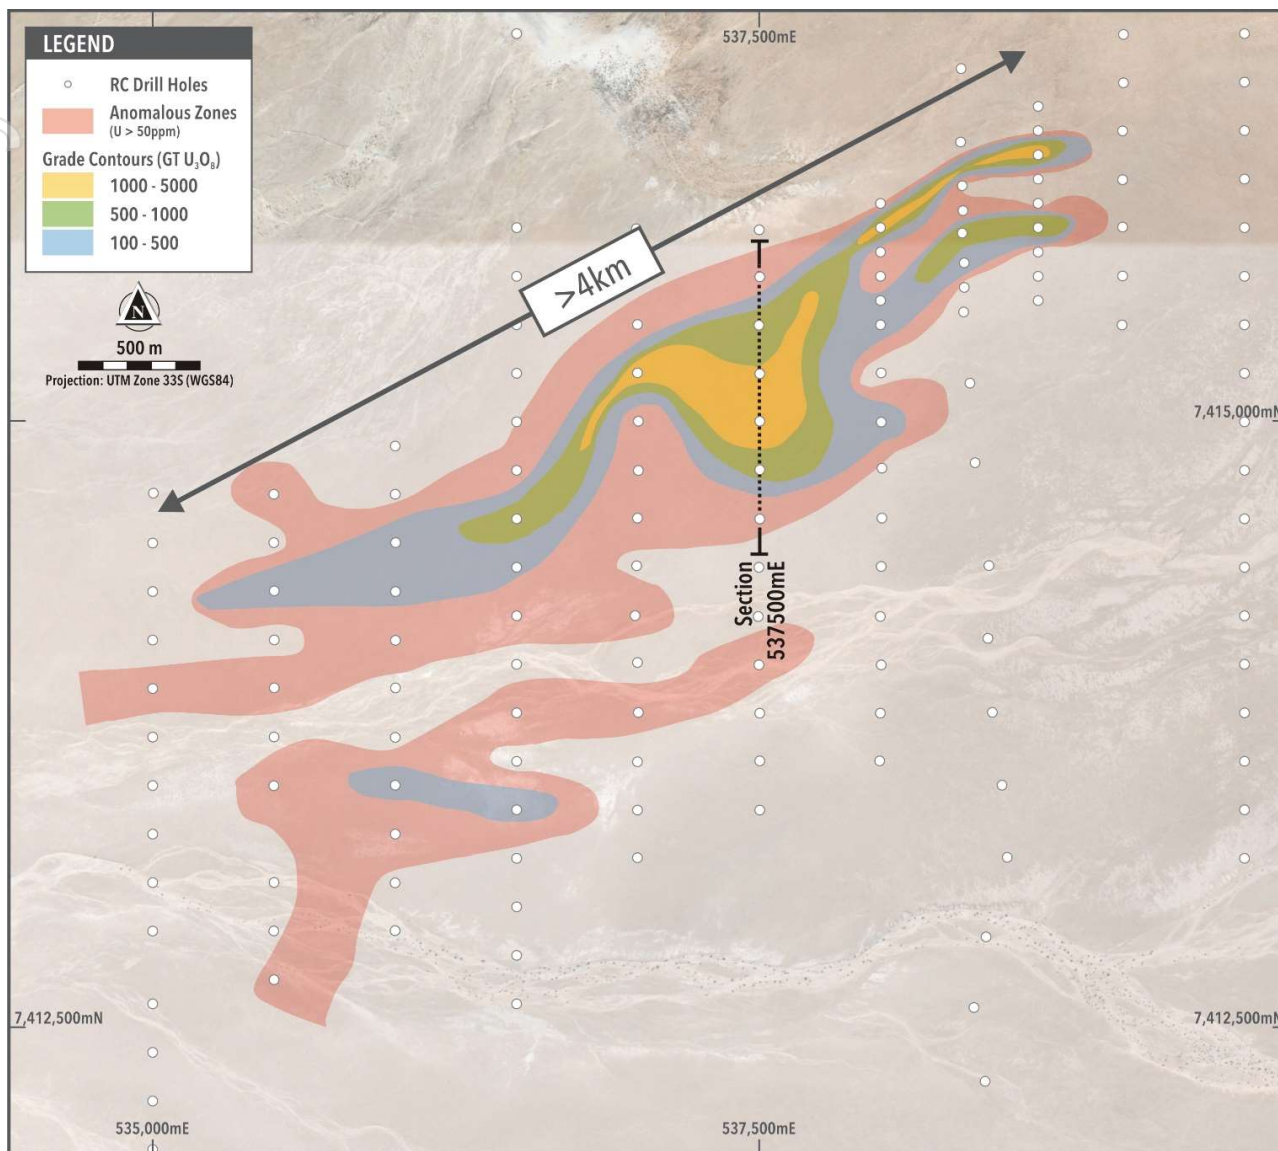 LEGEND
RC Drill Holes
Anomalous Zones
(U > 50ppm)
Grade Contours (GT U₃O₈)
1000 - 5000
500 - 1000
100 - 500
N
500 m
Projection: UTM Zone 33S (WGS84)
537,500mE
>4km
7,415,000mN
Section
537500mE
7,412,500mN
7,412,500mN
535,000mE
537,500mE